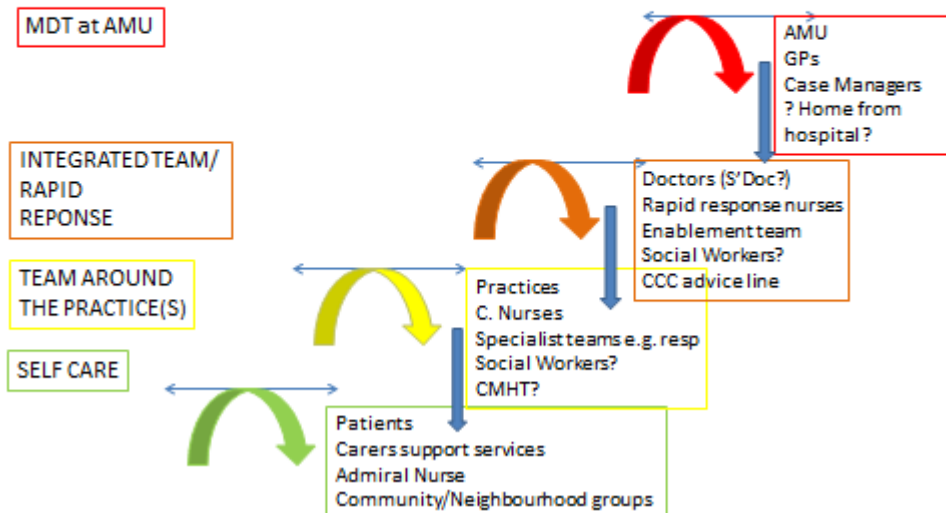 MDT at AMU
AMU
GPs
Case Managers
? Home from
hospital ?
INTEGRATED TEAM/
RAPID
REPONSE
Doctors (S'Doc?)
Rapid response nurses
Enablement team
Social Workers?
CCC advice line
TEAM AROUND
THE PRACTICE(S)
Practices
C. Nurses
Specialist teams e.g. resp
Social Workers?
CMHT?
SELF CARE
Patients
Carers support services
Admiral Nurse
Community/Neighbourhood groups